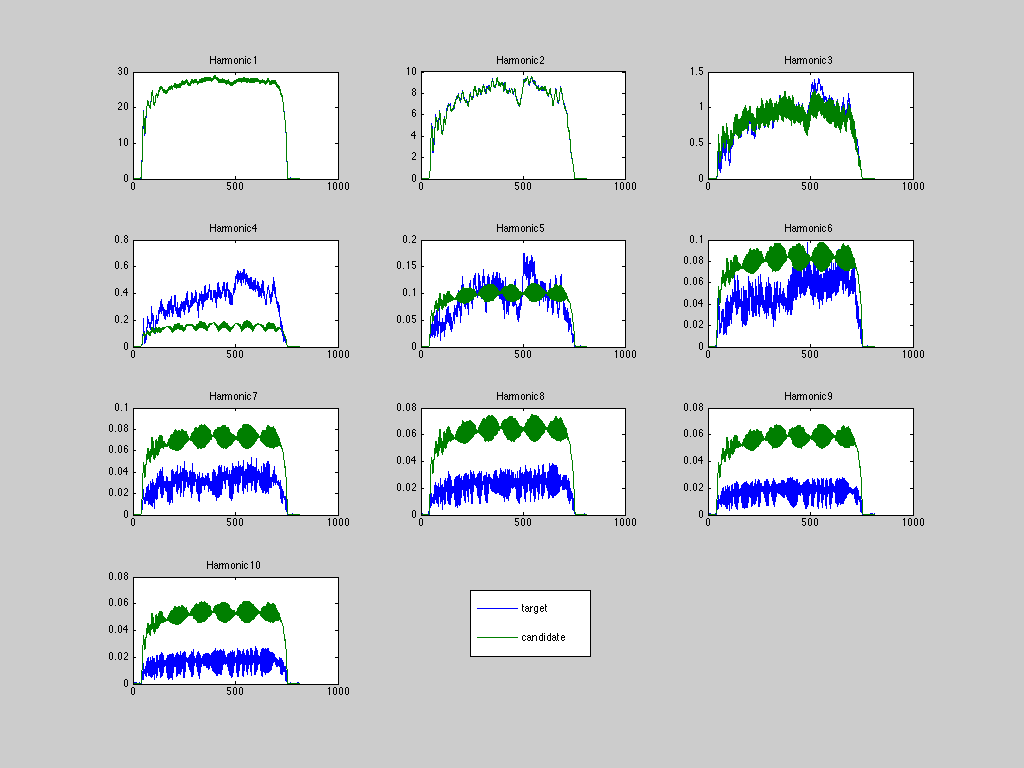 Harmonic1
30
20
10
0
0 500 1000
Harmonic2
10
8
6
4
2
0
0 500 1000
Harmonic3
1.5
1
0.5
0
0 500 1000
Harmonic4
0.8
0.6
0.4
0.2
0
0 500 1000
Harmonic5
0.2
0.15
0.1
0.05
0
0 500 1000
Harmonic6
0.1
0.08
0.06
0.04
0.02
0
0 500 1000
Harmonic7
0.1
0.08
0.06
0.04
0.02
0
0 500 1000
Harmonic8
0.08
0.06
0.04
0.02
0
0 500 1000
Harmonic9
0.08
0.06
0.04
0.02
0
0 500 1000
Harmonic10
0.08
0.06
0.04
0.02
0
0 500 1000
target
candidate